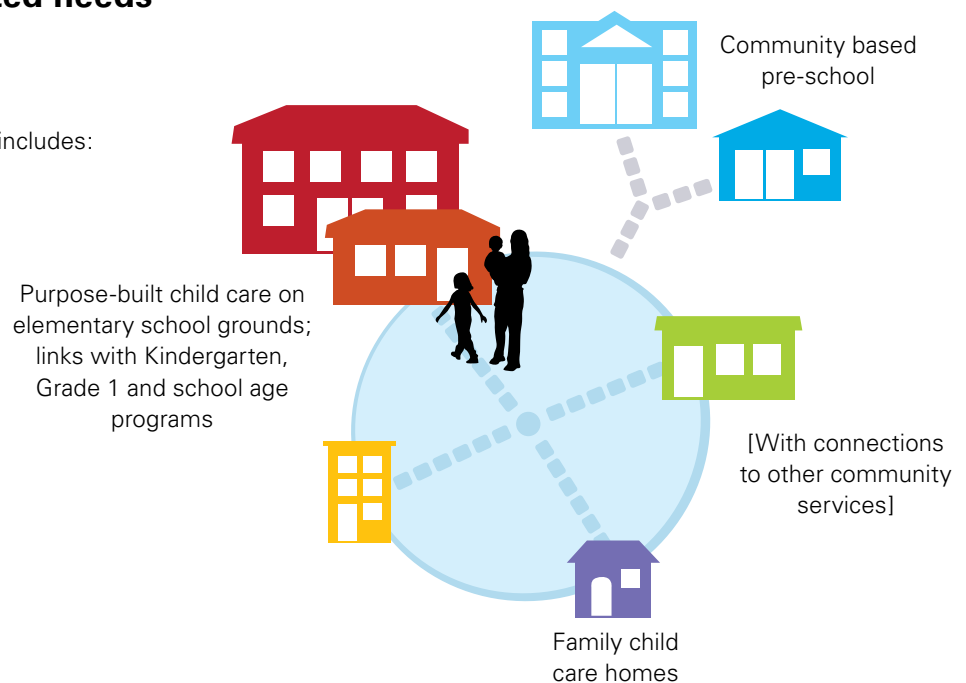 needs
includes:
Community based
pre-school
Purpose-built child care on
elementary school grounds;
links with Kindergarten,
Grade 1 and school age
programs
[With connections
to other community
services]
Family child
care homes